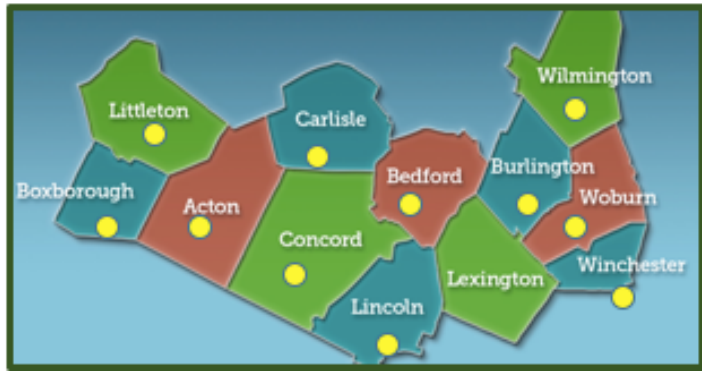 Wilmington
Littleton
Carlisle
Burlington
Bedford
Boxborough
Woburn
Acton
Concord
Winchester
Lexington
Lincoln